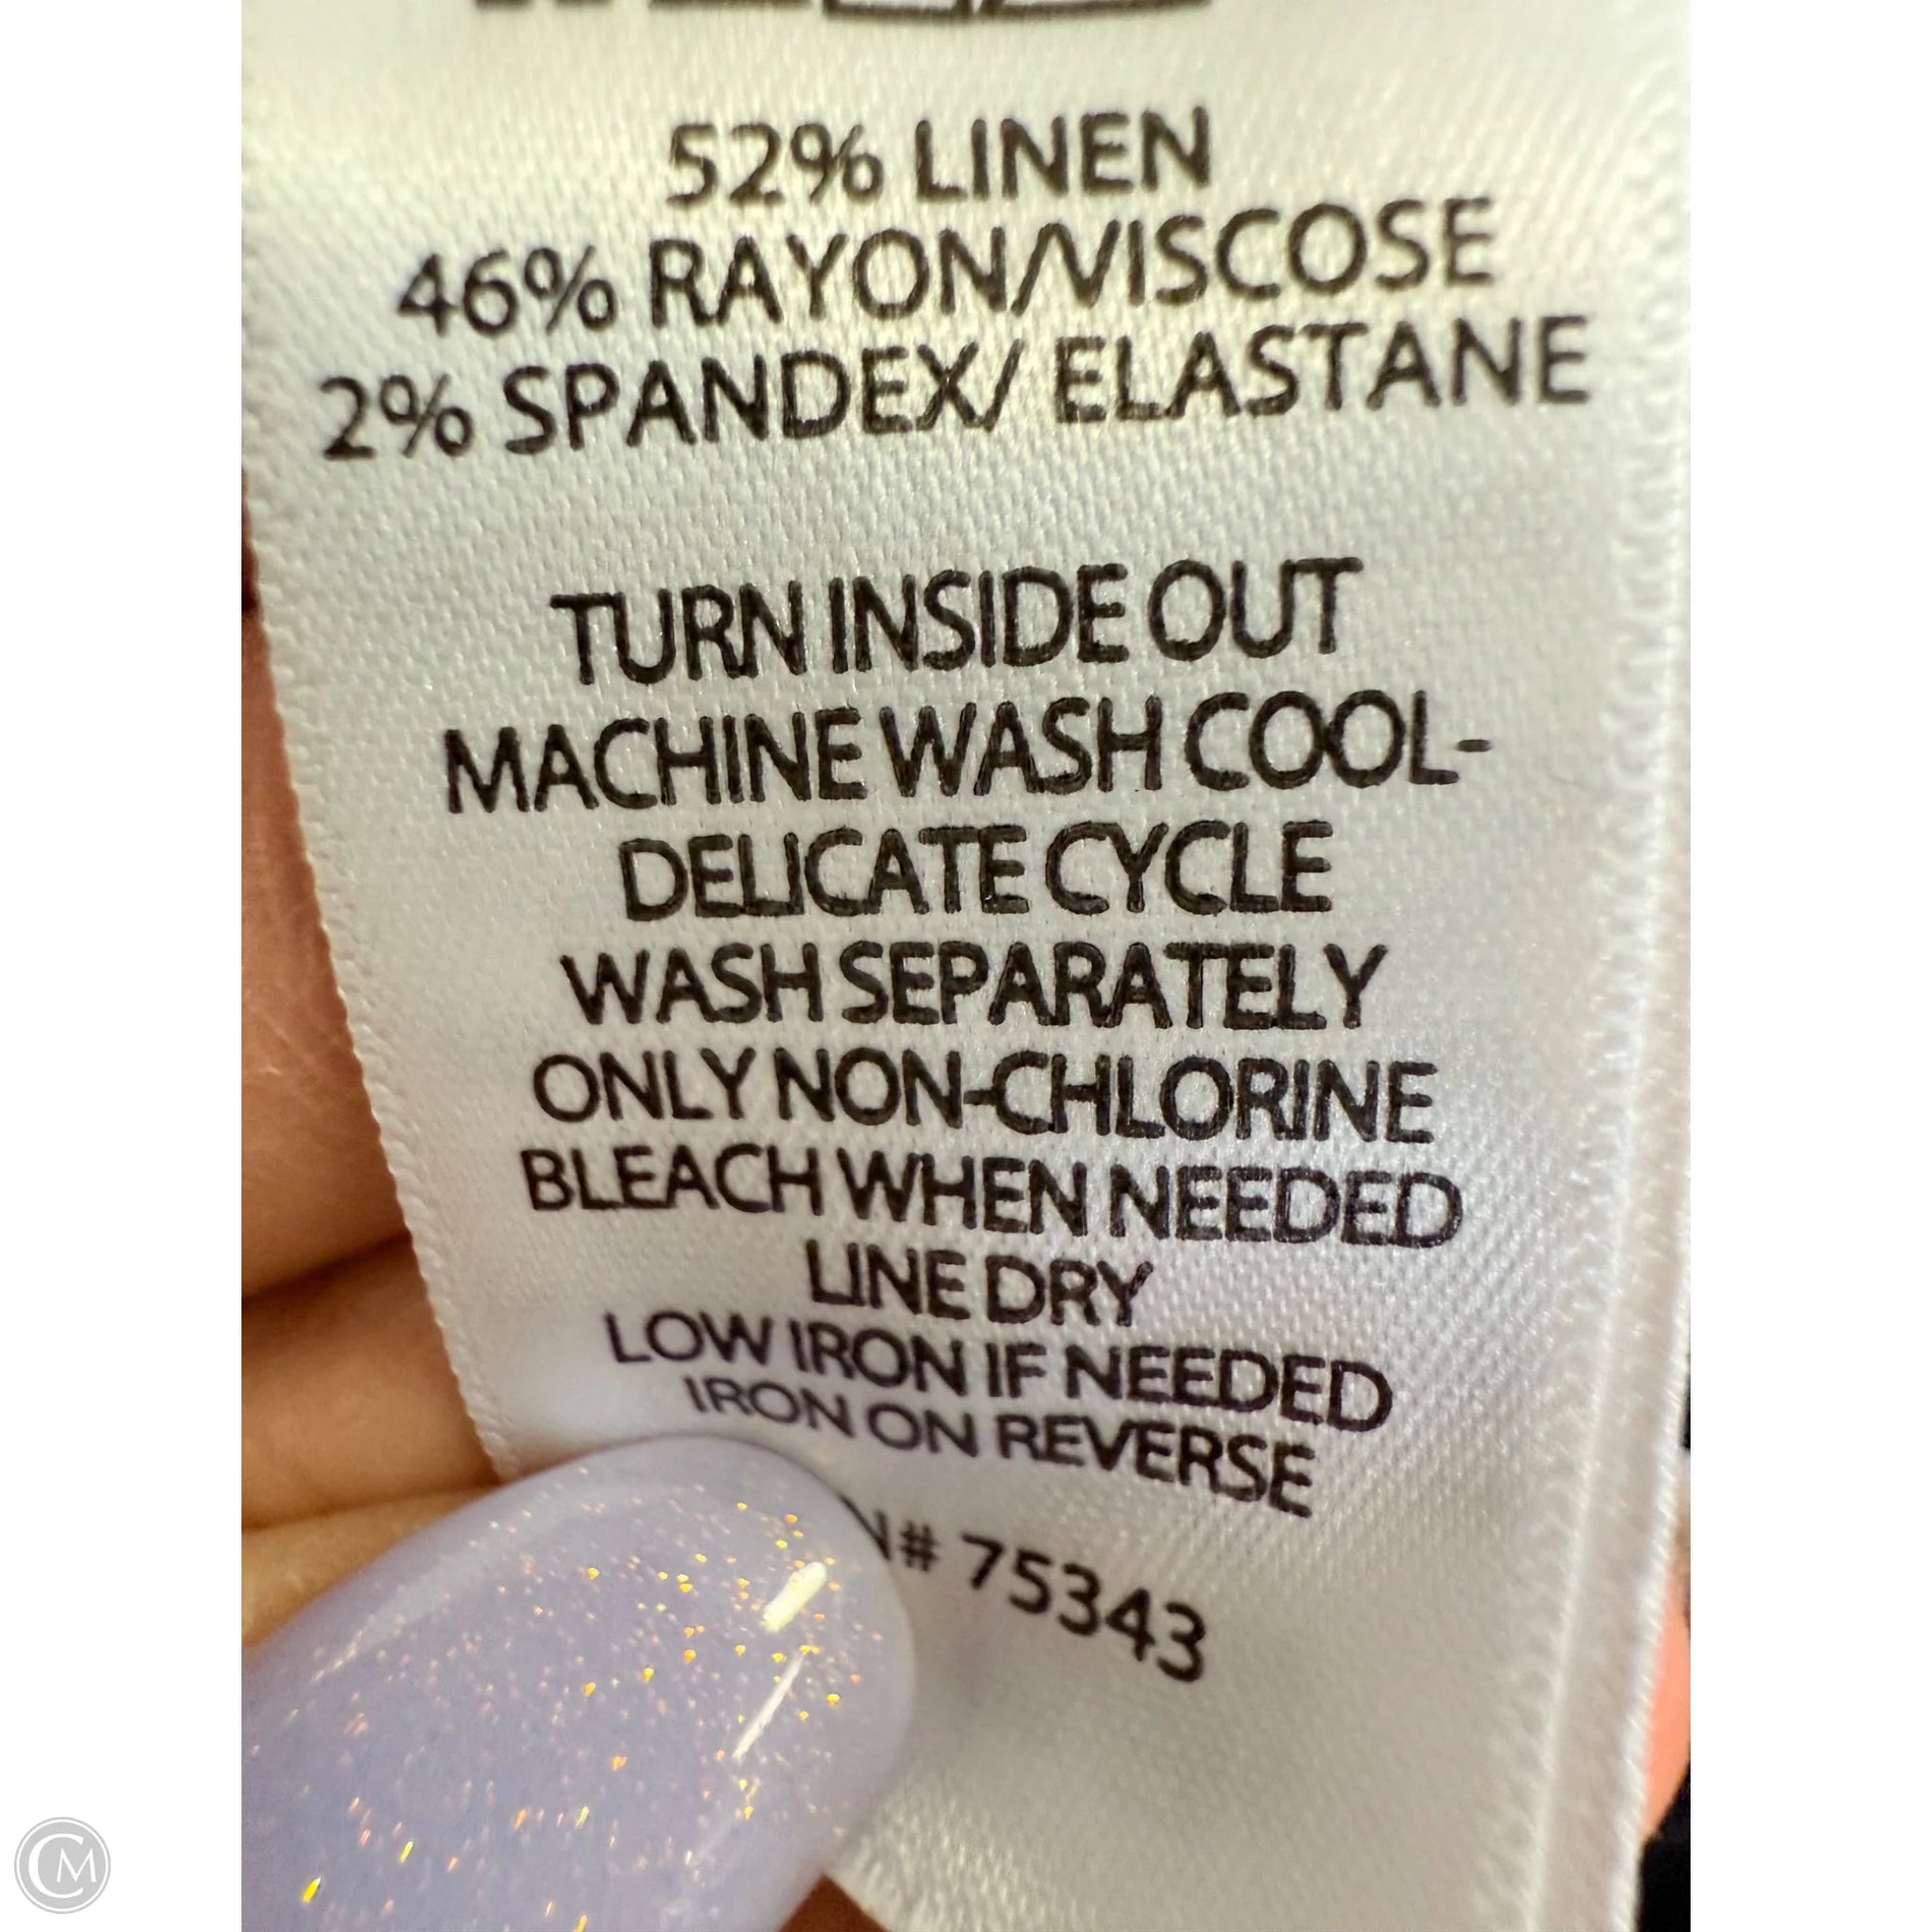 52% LINEN
46% RAYON/VISCOSE
2% SPANDEX/ ELASTANE
TURN INSIDE OUT
MACHINE WASH COOL-
DELICATE CYCLE
WASH SEPARATELY
ONLY NON-CHLORINE
BLEACH WHEN NEEDED
LINE DRY
LOW IRON IF NEEDED
IRON ON REVERSE
N# 75343
CM